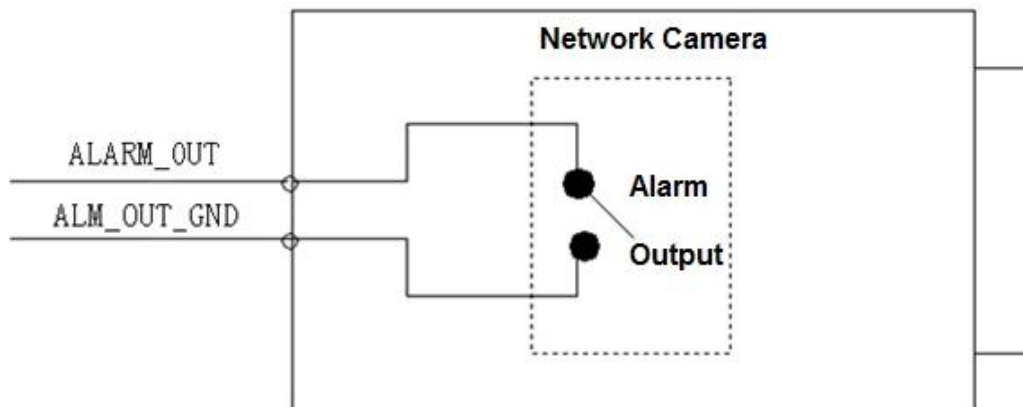 Network Camera
ALARM_OUT
Alarm
ALM_OUT_GND
Output